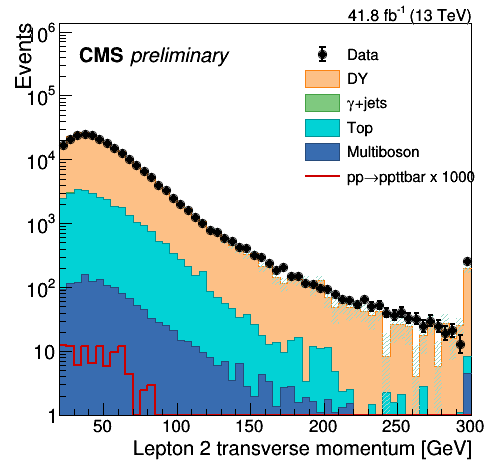 41.8 fb⁻¹ (13 TeV)
Events
CMS preliminary
Data
DY
γ+jets
Top
Multiboson
pp→ppttbar x 1000
10⁶
10⁵
10⁴
10³
10²
10
1
50 100 150 200 250 300
Lepton 2 transverse momentum [GeV]